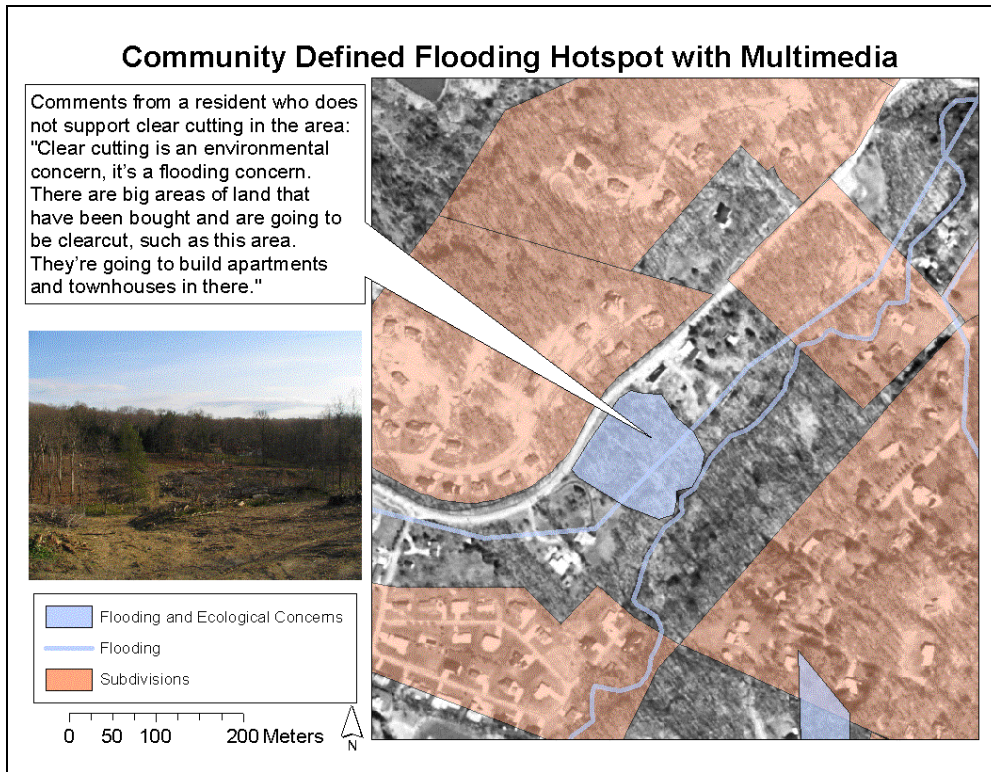 Community Defined Flooding Hotspot with Multimedia
Comments from a resident who does
not support clear cutting in the area:
"Clear cutting is an environmental
concern, it's a flooding concern.
There are big areas of land that
have been bought and are going to
be clearcut, such as this area.
They're going to build apartments
and townhouses in there."
Flooding and Ecological Concerns
Flooding
Subdivisions
0 50 100 200 Meters
N